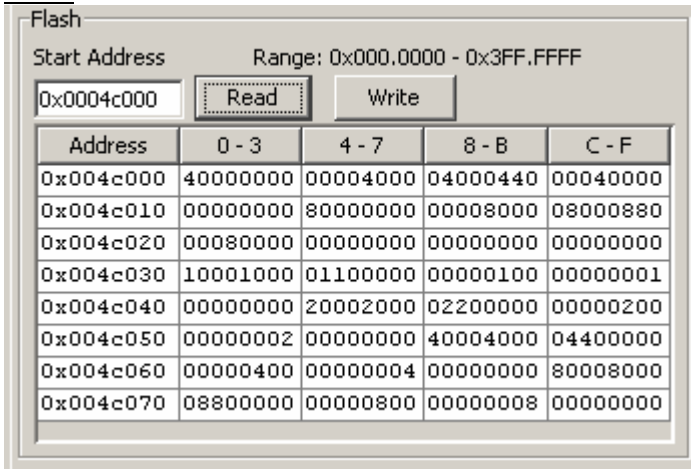 Flash
Start Address Range: 0x000.0000 - 0x3FF.FFFF
0x0004c000 Read Write
Address 0 - 3 4 - 7 8 - B C - F
0x004c000 40000000 00004000 04000440 00040000
0x004c010 00000000 80000000 00008000 08000880
0x004c020 00080000 00000000 00000000 00000000
0x004c030 10001000 01100000 00000100 00000001
0x004c040 00000000 20002000 02200000 00000200
0x004c050 00000002 00000000 40004000 04400000
0x004c060 00000400 00000004 00000000 80008000
0x004c070 08800000 00000800 00000008 00000000